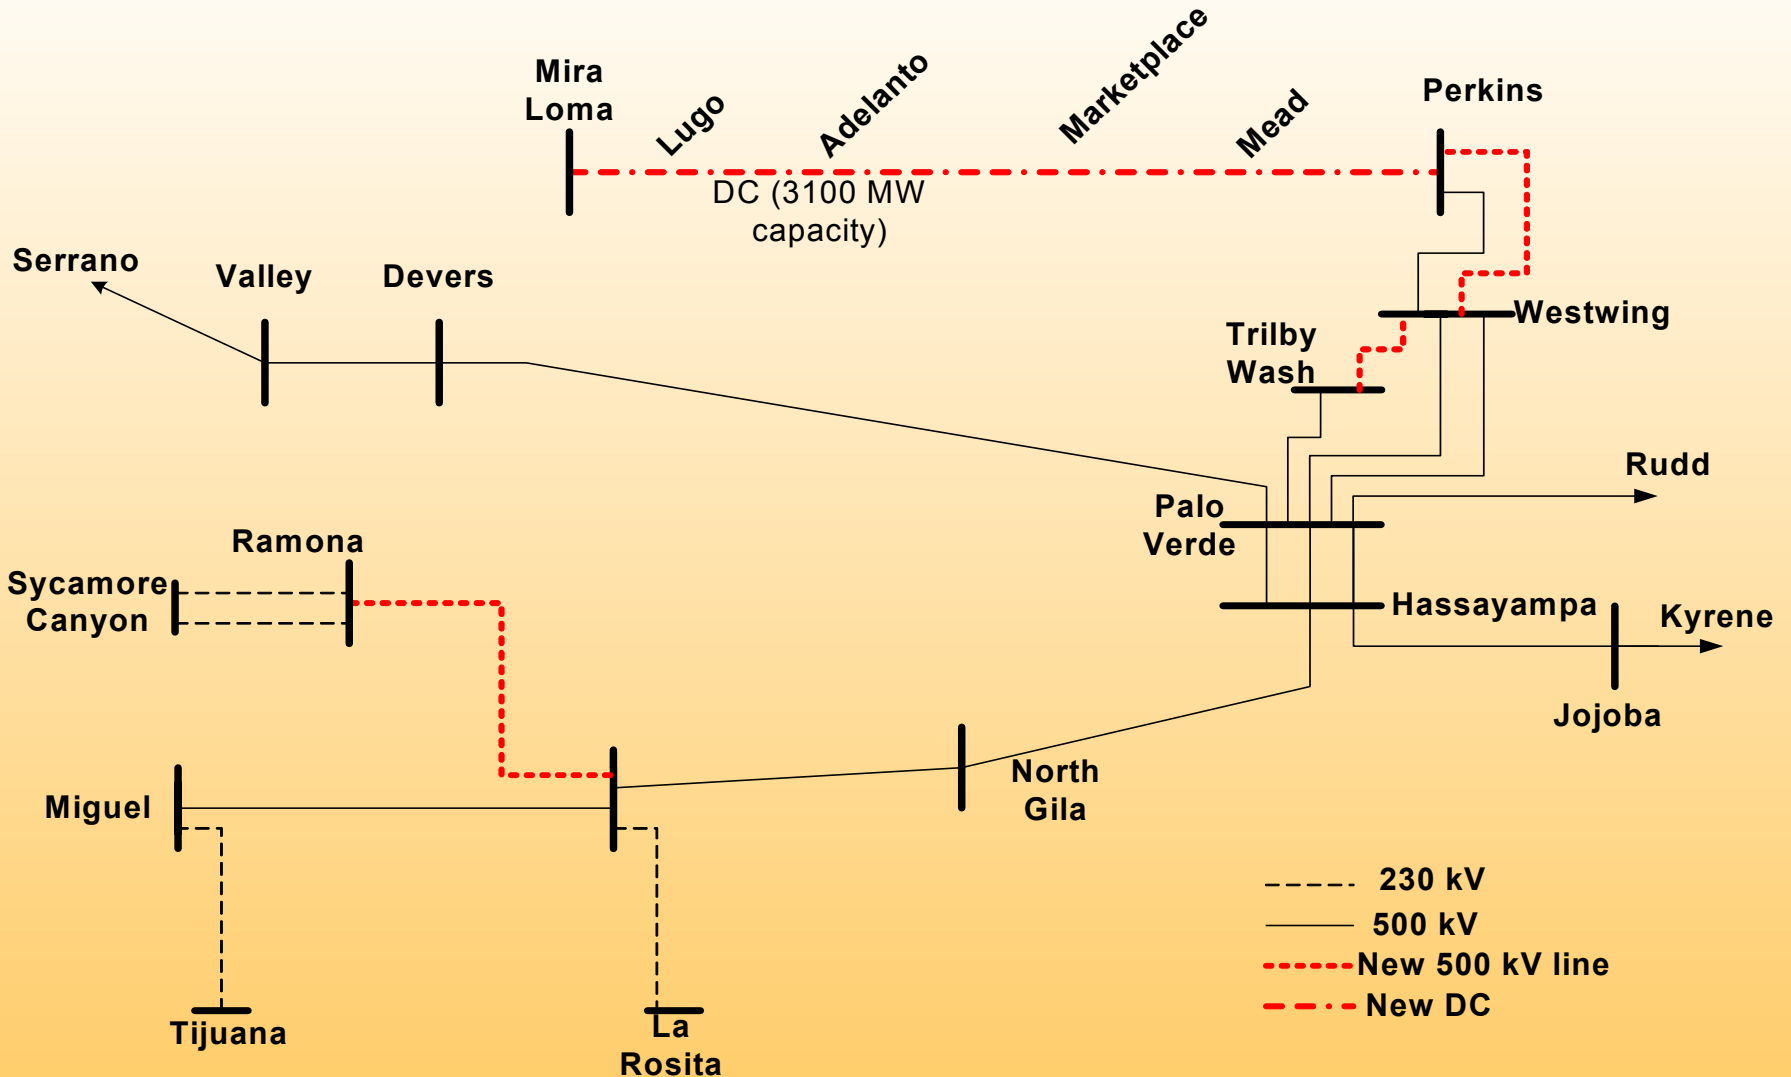 Mira
Loma
Lugo
Adelanto
Marketplace
Mead
Perkins
DC (3100 MW
capacity)
Serrano
Valley
Devers
Westwing
Trilby
Wash
Rudd
Palo
Verde
Ramona
Sycamore
Canyon
Hassayampa
Kyrene
Jojoba
North
Gila
Miguel
230 kV
500 kV
New 500 kV line
New DC
Tijuana
La
Rosita